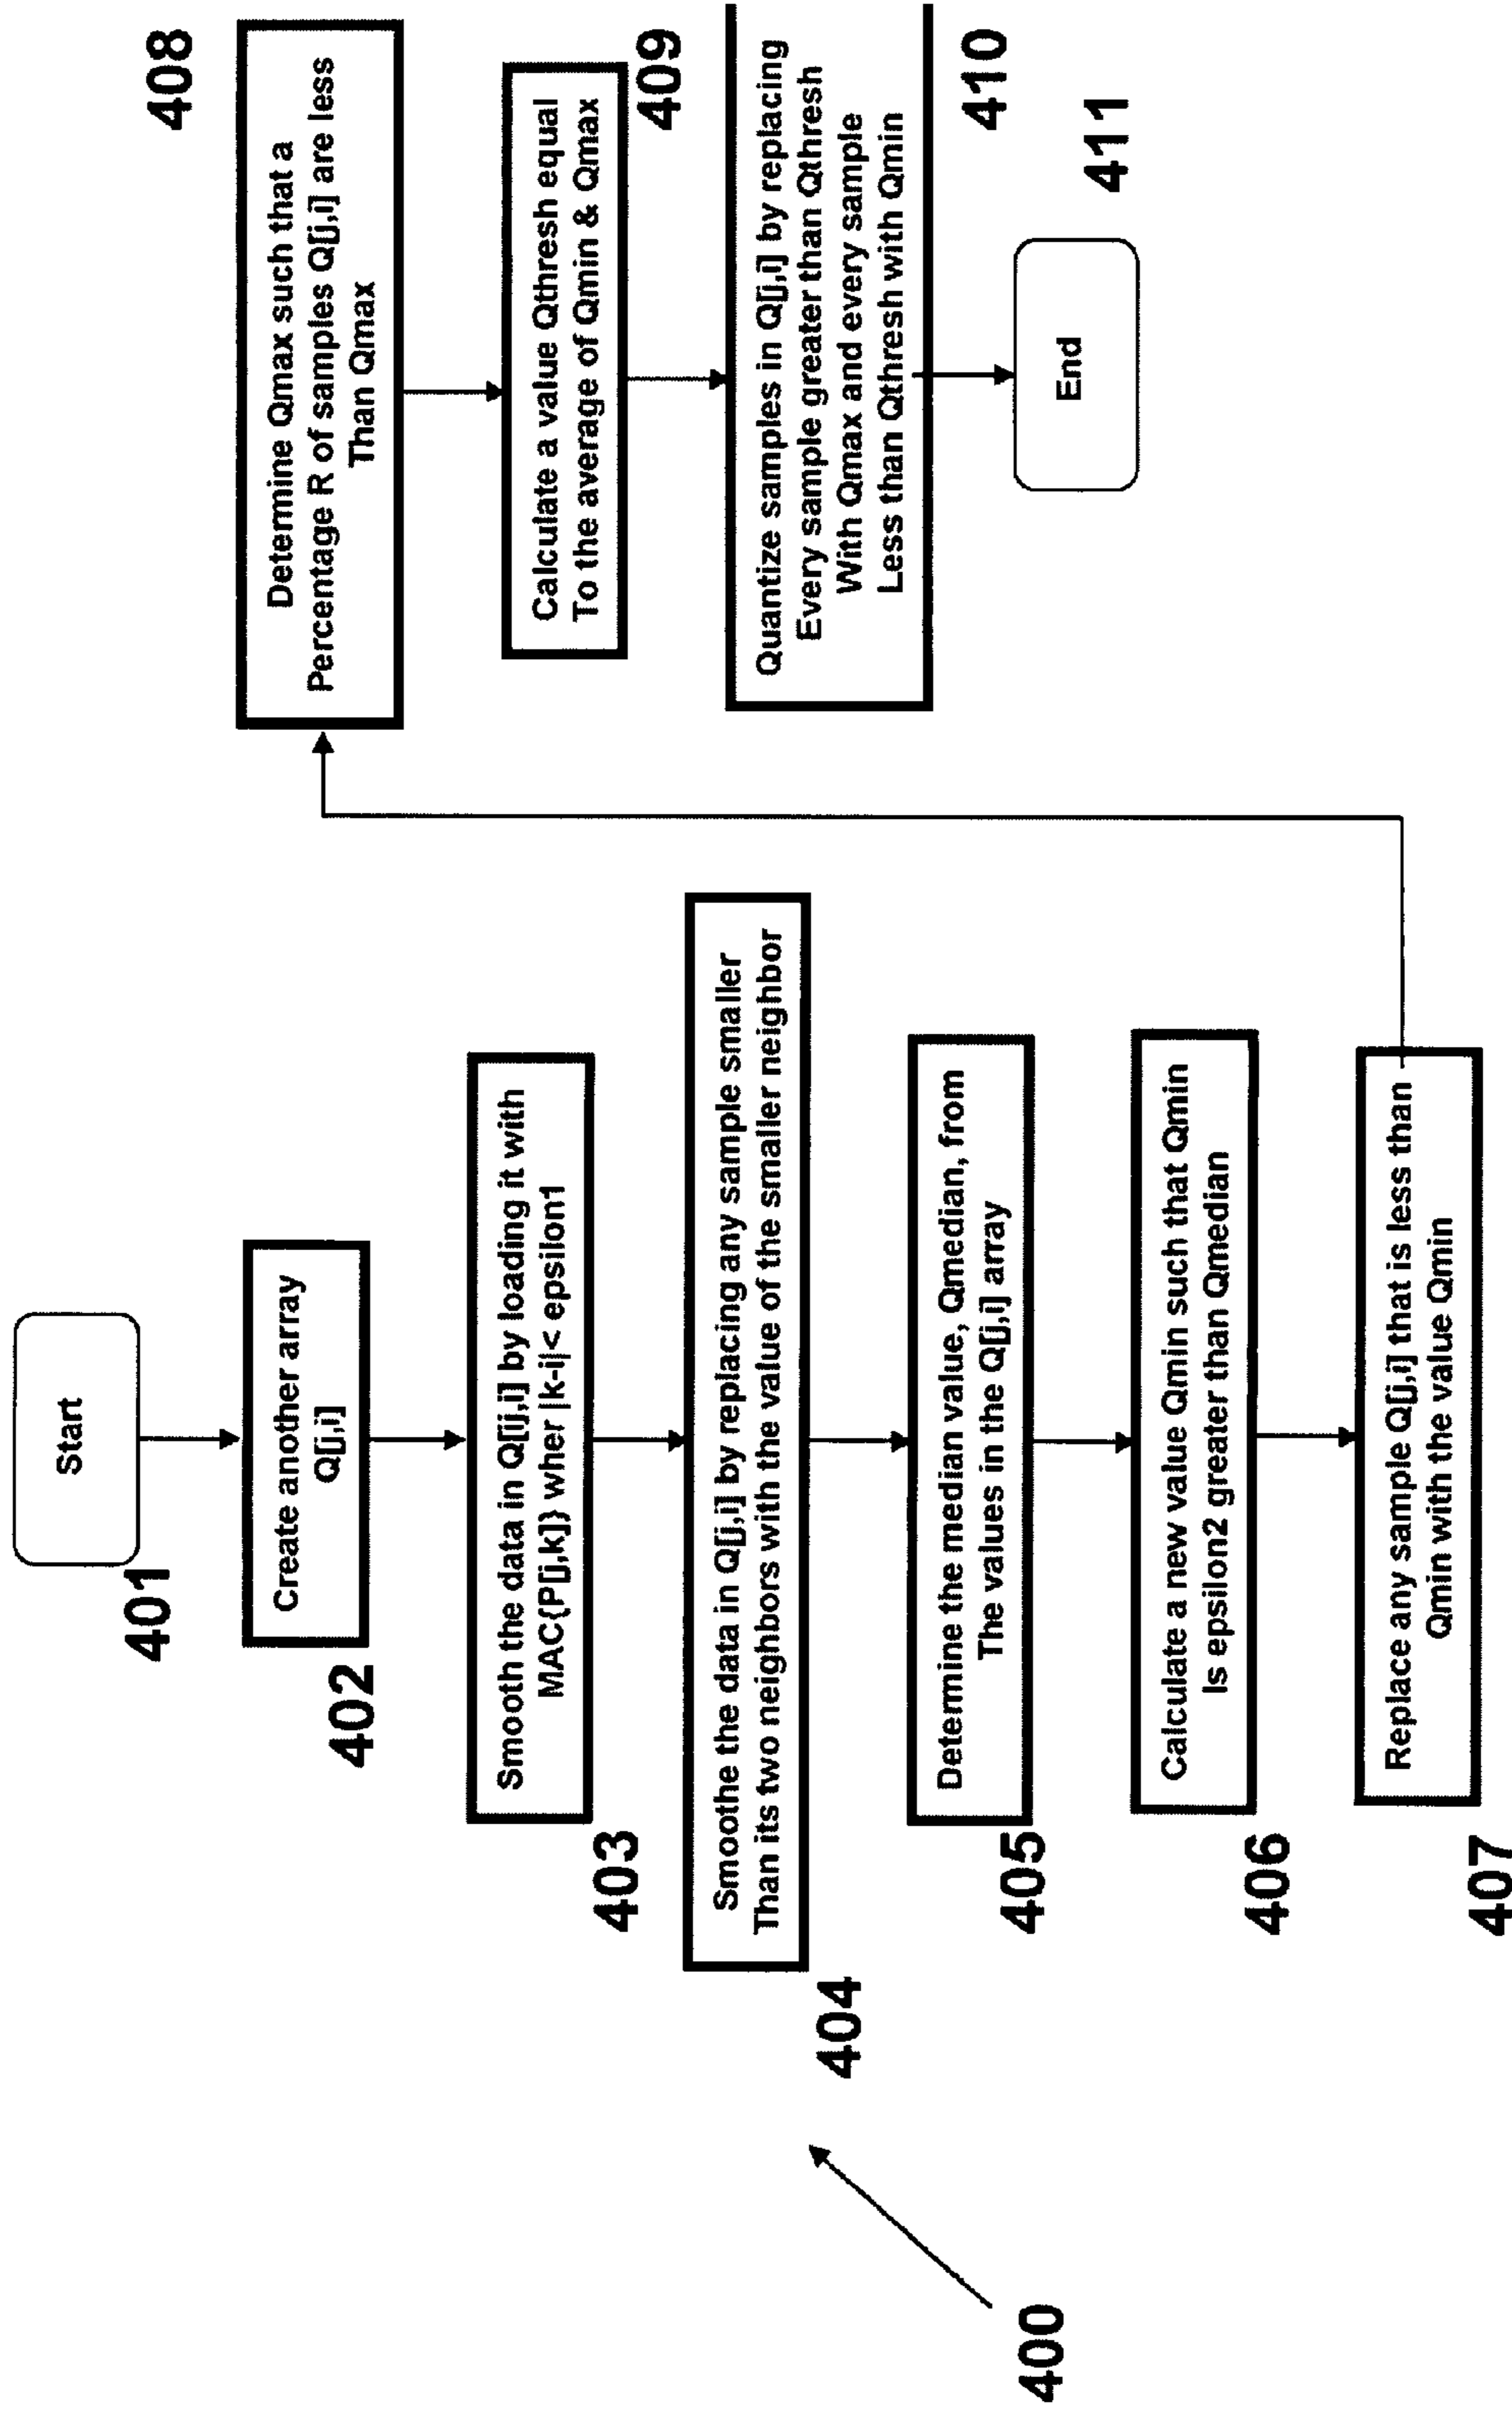 Start
401
Create another array
Q[j,i]
402
Smooth the data in Q[ij,i] by loading it with
MAC{P[j,k]} wher |k-i|< epsilon1
403
Smoothe the data in Q[j,i] by replacing any sample smaller
Than its two neighbors with the value of the smaller neighbor
404
Determine the median value, Qmedian, from
The values in the Q[j,i] array
405
Calculate a new value Qmin such that Qmin
Is epsilon2 greater than Qmedian
406
Replace any sample Q[j,i] that is less than
Qmin with the value Qmin
407
408
Determine Qmax such that a
Percentage R of samples Q[j,i] are less
Than Qmax
Calculate a value Qthresh equal
To the average of Qmin & Qmax
409
Quantize samples in Q[j,i] by replacing
Every sample greater than Qthresh
With Qmax and every sample
Less than Qthresh with Qmin
410
End
411
400